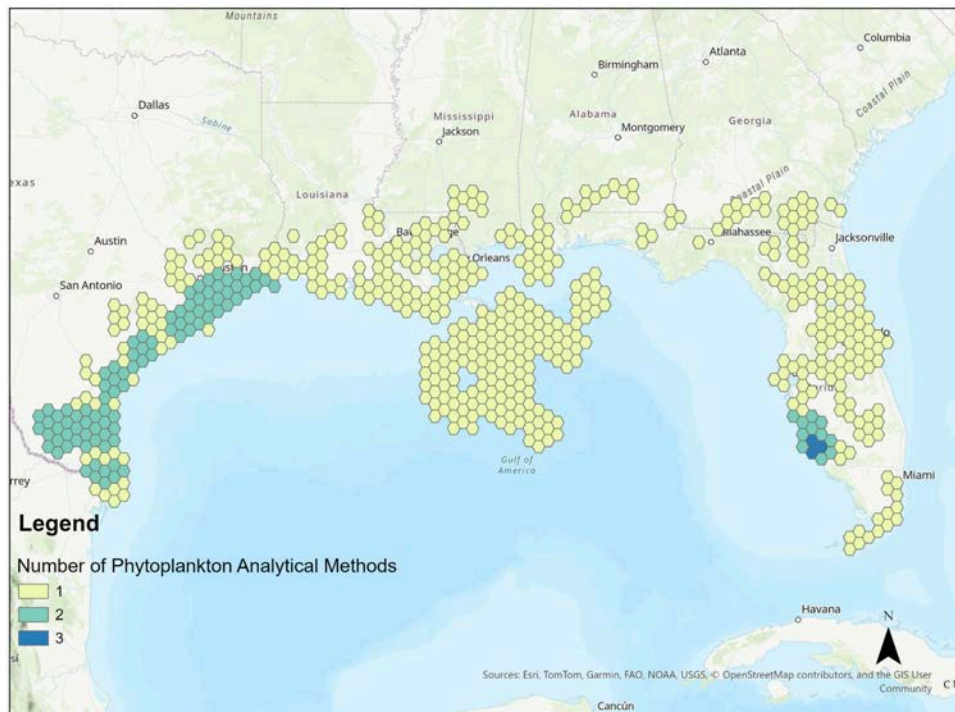 Mountains
Columbia
Atlanta
Birmingham
Dallas
Coastal Plain
Mississippi
Alabama
Georgia
Sabine
Jackson
Montgomery
exas
Louisiana
Coastal Plain
Austin
Jacksonville
San Antonio
Gulf of
America
Miami
Legend
Number of Phytoplankton Analytical Methods
1
2
3
Havana
N
Sources: Esri, TomTom, Garmin, FAO, NOAA, USGS, © OpenStreetMap contributors, and the GIS User
Community
Cancún